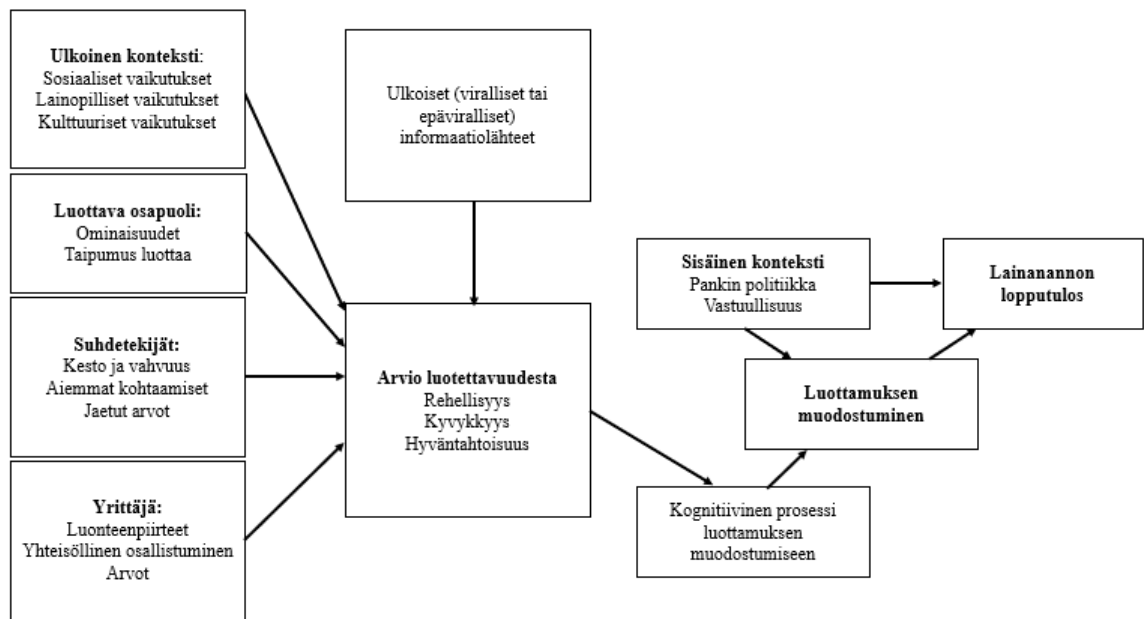 Ulkoinen konteksti:
Sosiaaliset vaikutukset
Lainopilliset vaikutukset
Kulttuuriset vaikutukset
Luottava osapuoli:
Ominaisuudet
Taipumus luottaa
Suhdetekijät:
Kesto ja vahvuus
Aiemmat kohtaamiset
Jaetut arvot
Yrittäjä:
Luonteenpiirteet
Yhteisöllinen osallistuminen
Arvot
Ulkoiset (viralliset tai
epäviralliset)
informaatiolähteet
Arvio luotettavuudesta
Rehellisyys
Kyvykkyys
Hyväntahtoisuus
Sisäinen konteksti
Pankin politiikka
Vastuullisuus
Lainanannon
lopputulos
Luottamuksen
muodostuminen
Kognitiivinen prosessi
luottamuksen
muodostumiseen